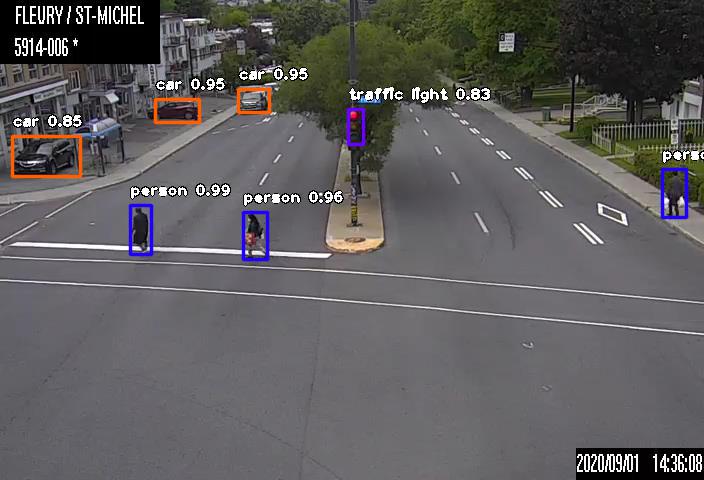 FLEURY / ST-MICHEL
5914-006 *
car 0.95
car 0.95
traffic light 0.83
car 0.85
perso
person 0.99
person 0.96
2020/09/01 14:36:08